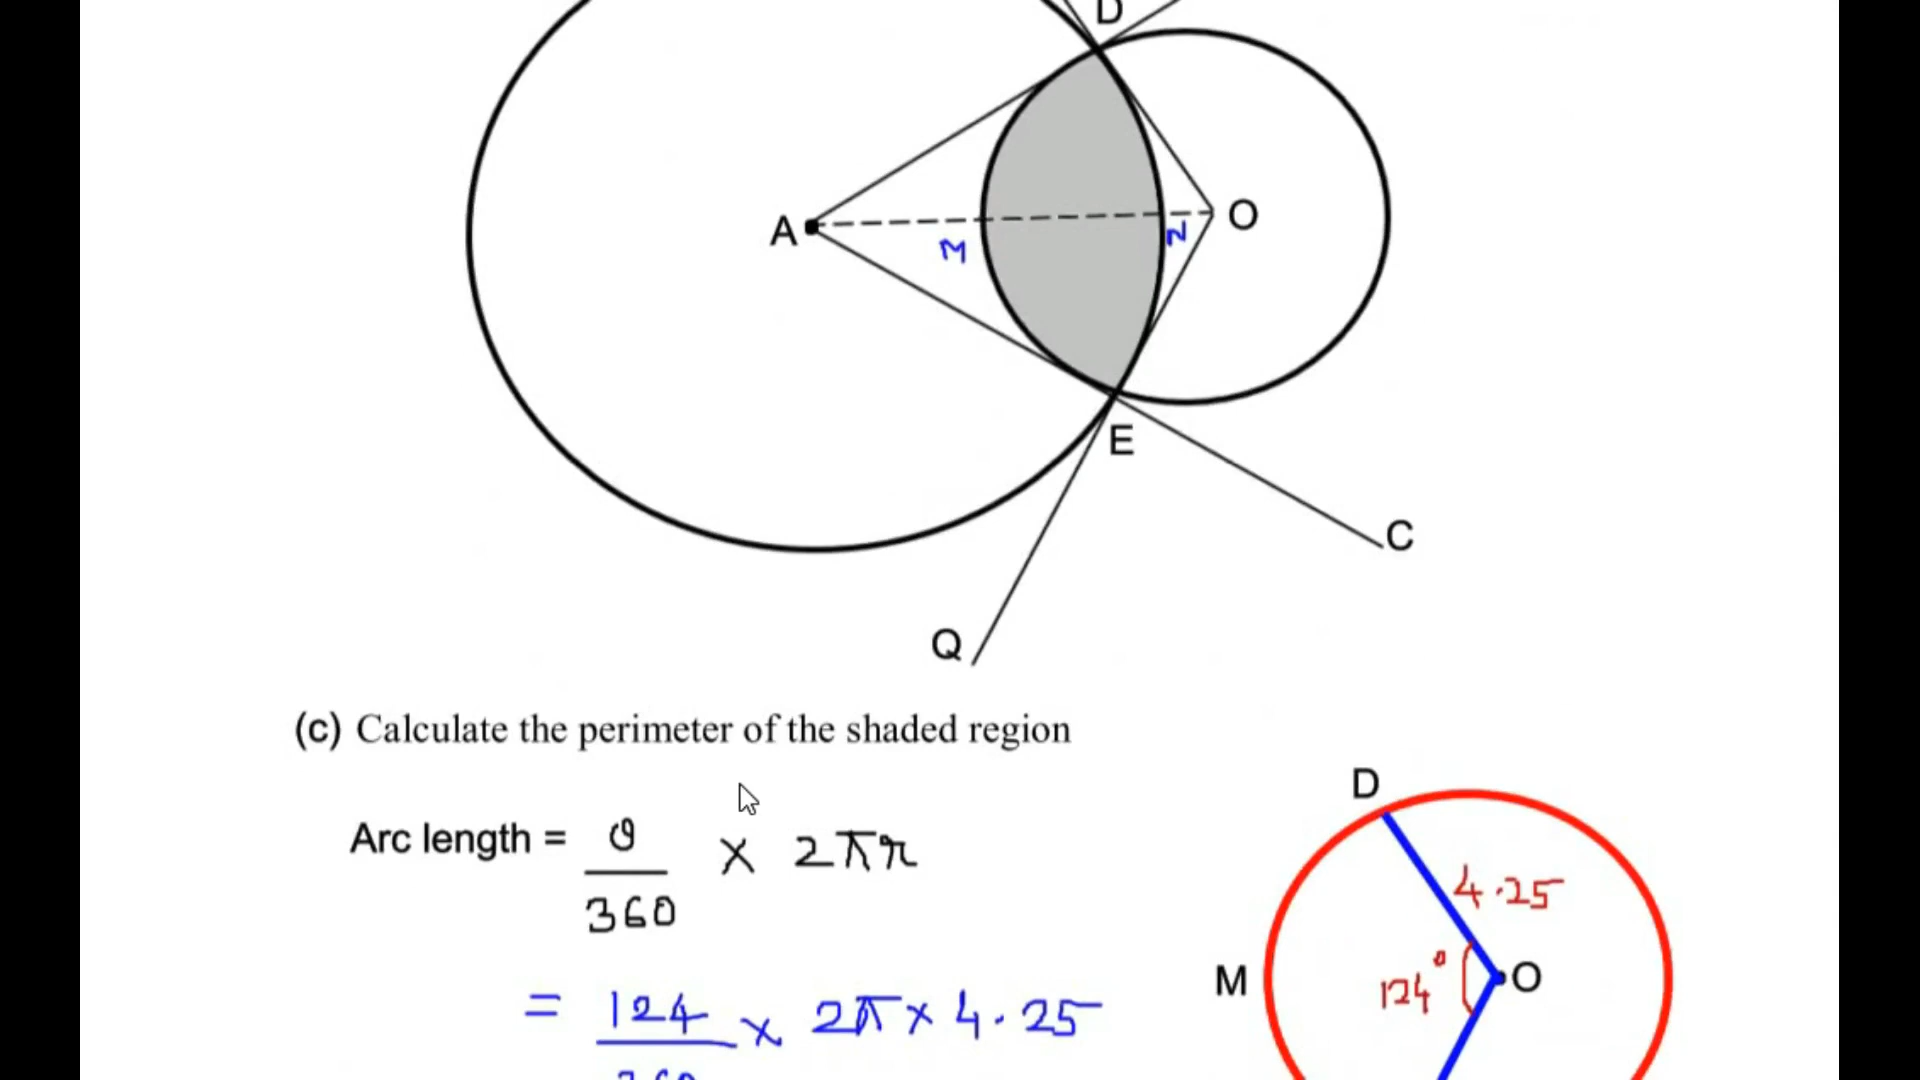 D
A
M
N
O
E
C
Q
(c) Calculate the perimeter of the shaded region
Arc length = θ/360 × 2πr
= 124/360 × 2π × 4.25
D
4.25
124°
O
M